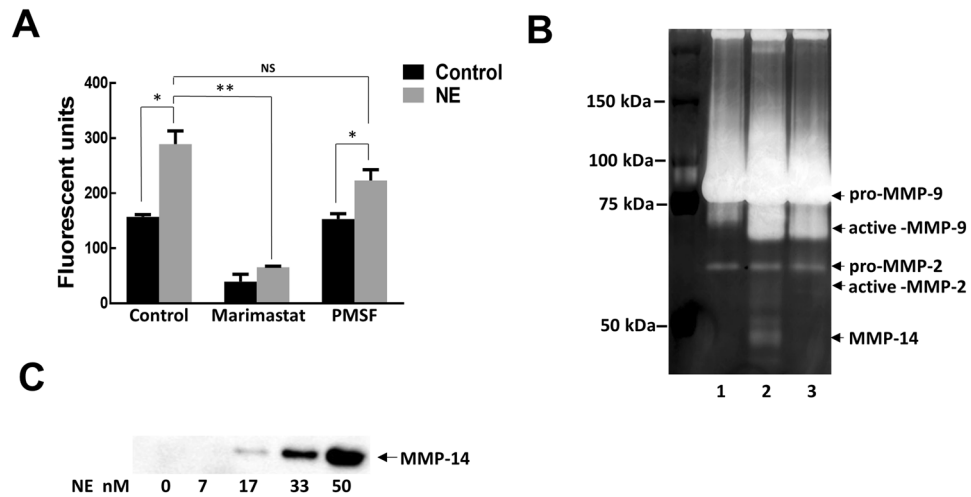 A
Fluorescent units
400
300
200
100
0
NS
*
**
*
Control
NE
Control Marimastat PMSF
B
150 kDa
100 kDa
75 kDa
50 kDa
pro-MMP-9
active -MMP-9
pro-MMP-2
active -MMP-2
MMP-14
1 2 3
C
MMP-14
NE nM 0 7 17 33 50